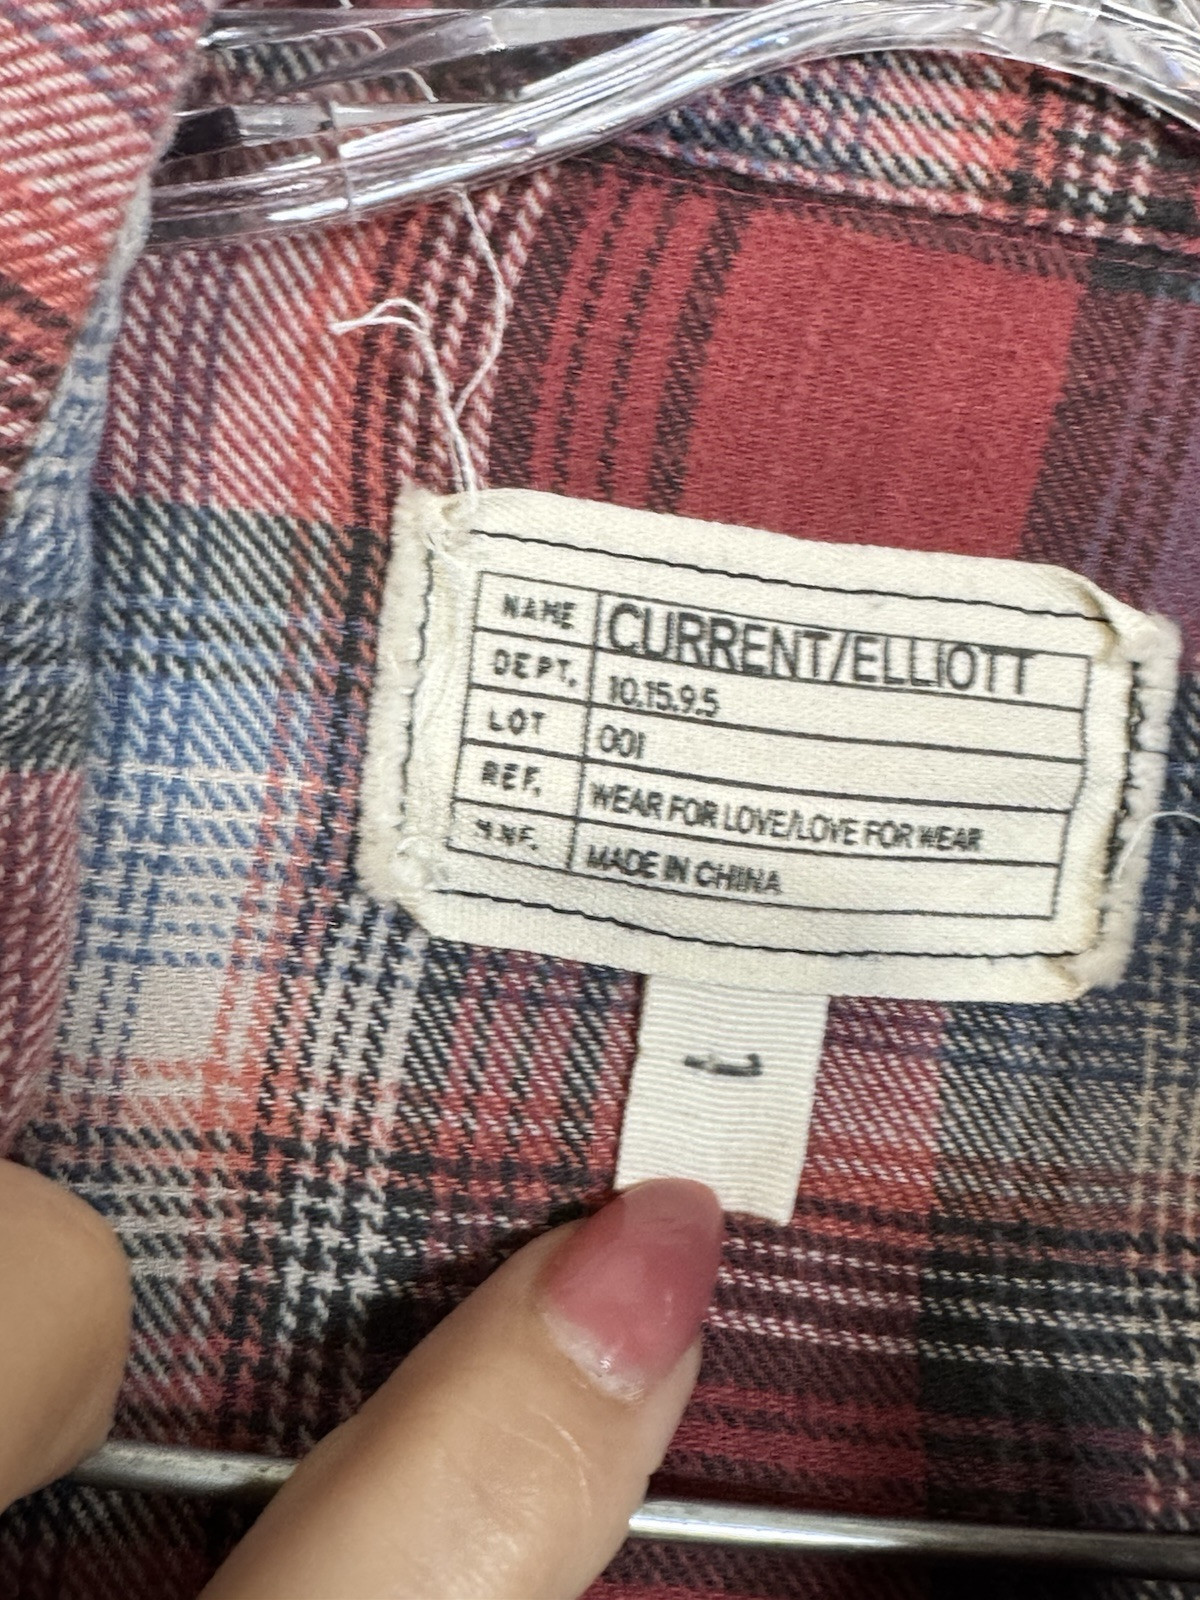 NAME CURRENT/ELLIOTT
DEPT. 10.15.9.5
LOT 001
REF. WEAR FOR LOVE/LOVE FOR WEAR
MNF. MADE IN CHINA
L